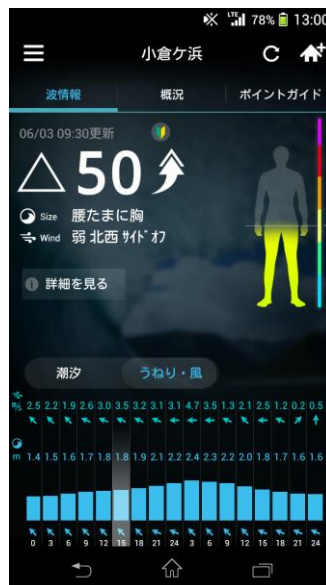 LTE 78% 13:00
小倉ケ浜
波情報 概況 ポイントガイド
06/03 09:30更新
50
Size 腰たまに胸
Wind 弱 北西 サイドオフ
詳細を見る
潮汐 うねり・風
m/s 2.5 2.2 1.9 2.6 3.0 3.5 3.2 3.1 3.1 4.7 3.5 1.3 2.1 2.5 1.2 0.2 0.5
m 1.4 1.5 1.6 1.7 1.8 1.8 1.9 2.1 2.2 2.4 2.3 2.2 2.0 1.8 1.7 1.6 1.6
0 3 6 9 12 15 18 21 24 3 6 9 12 15 18 21 24